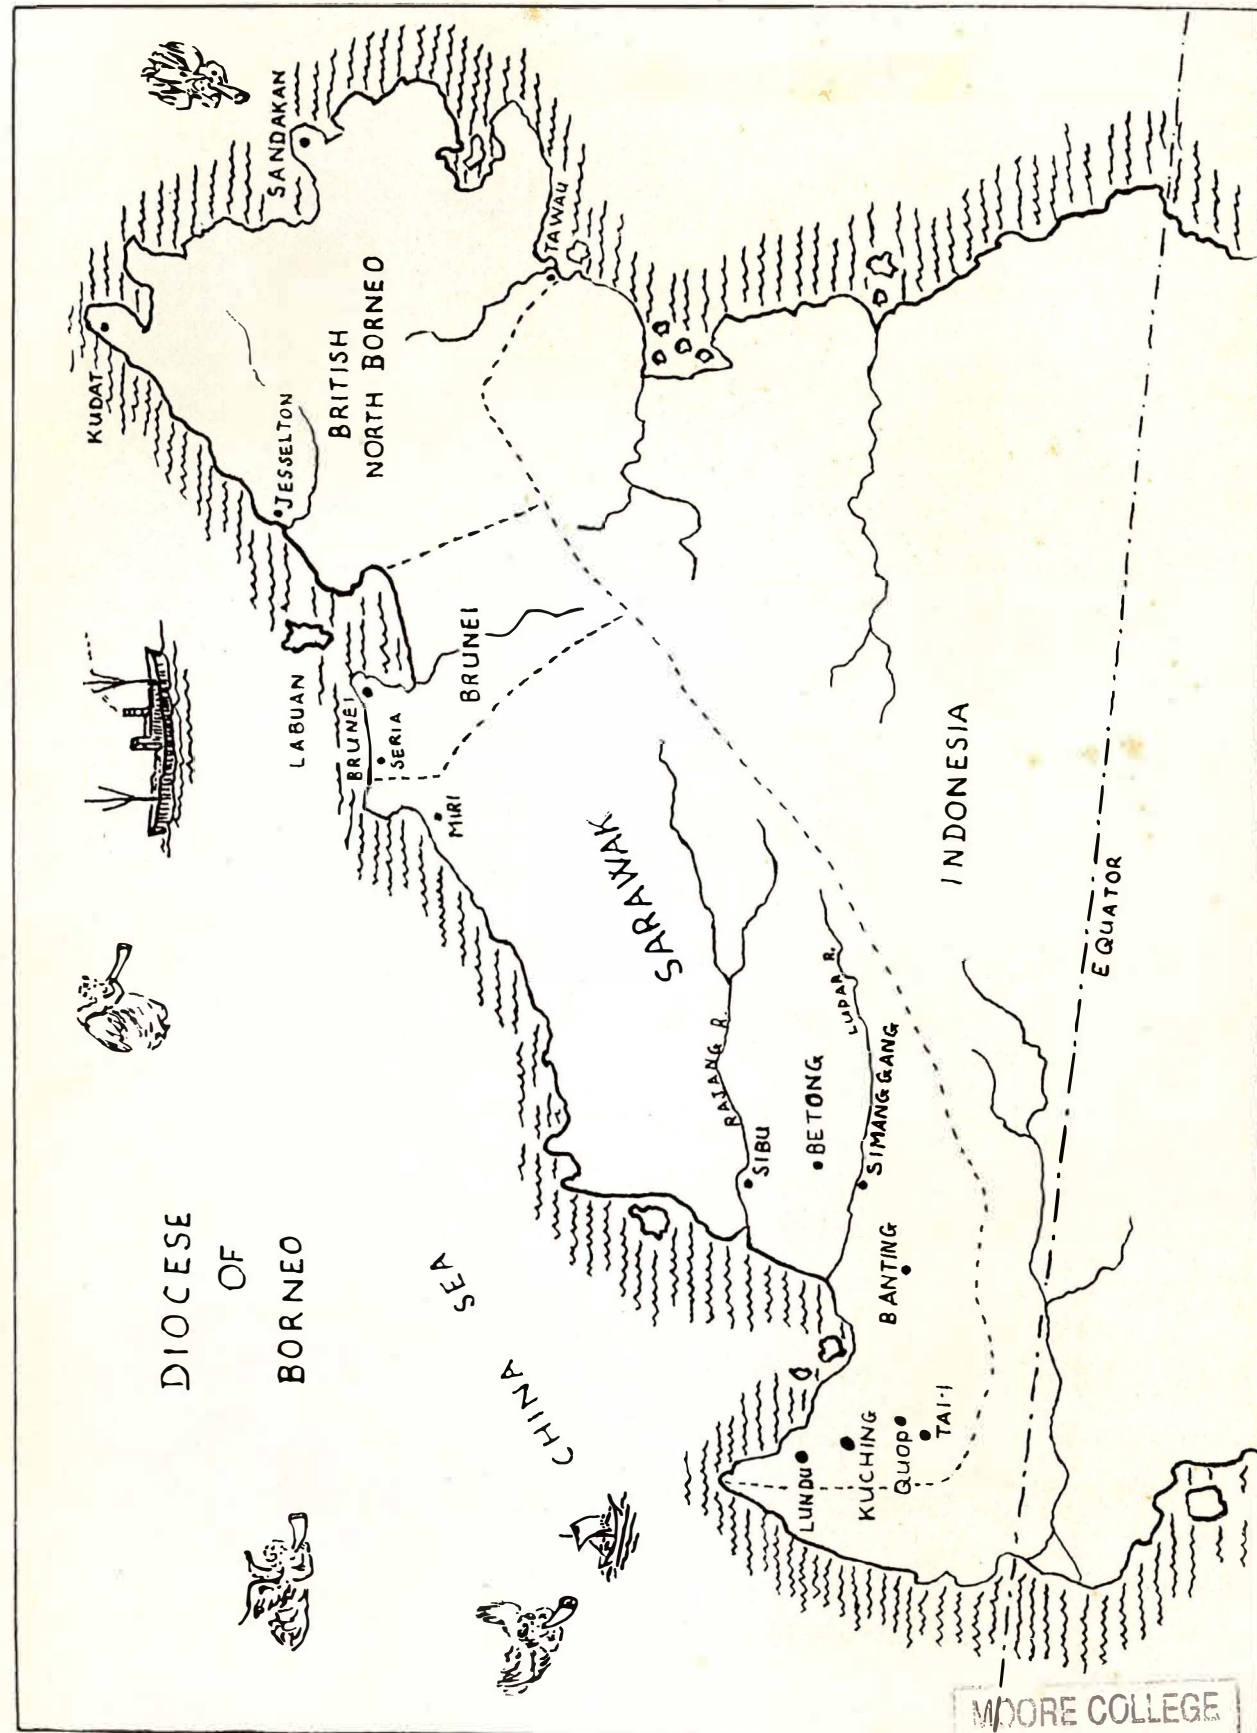 DIOCESE
OF
BORNEO
CHINA SEA
KUDAT
SANDAKAN
JESSELTON
BRITISH
NORTH BORNEO
TAWAU
LABUAN
BRUNEI
SERIA
BRUNEI
MIRI
SARAWAK
RAJANG R.
SIBU
BETONG
LUPAR R.
SIMANGGANG
BANTING
LUNDU
KUCHING
QUOP
TAI-I
INDONESIA
EQUATOR
MOORE COLLEGE